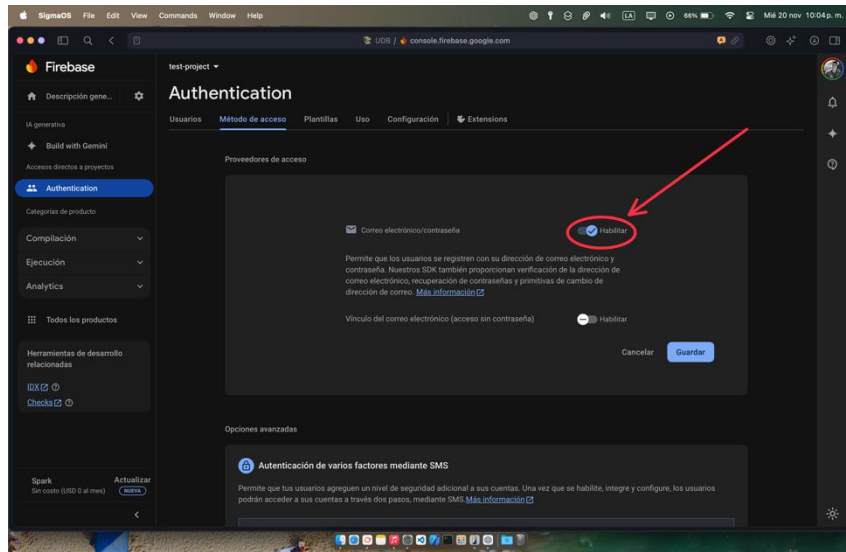 SigmaOS File Edit View Commands Window Help
66%
Mié 20 nov 10:04 p. m.
UDB / console.firebase.google.com
Firebase
Descripción gene...
IA generativa
Build with Gemini
Accesos directos a proyectos
Authentication
Categorías de producto
Compilación
Ejecución
Analytics
Todos los productos
Herramientas de desarrollo
relacionadas
IDX
Checks
Spark
Sin costo (USD 0 al mes)
Actualizar
NUEVA
test-project
Authentication
Usuarios Método de acceso Plantillas Uso Configuración Extensions
Proveedores de acceso
Correo electrónico/contraseña Habilitar
Permite que los usuarios se registren con su dirección de correo electrónico y
contraseña. Nuestros SDK también proporcionan verificación de la dirección de
correo electrónico, recuperación de contraseñas y primitivas de cambio de
dirección de correo. Más información
Vínculo del correo electrónico (acceso sin contraseña) Habilitar
Cancelar Guardar
Opciones avanzadas
Autenticación de varios factores mediante SMS
Permite que tus usuarios agreguen un nivel de seguridad adicional a sus cuentas. Una vez que se habilite, integre y configure, los usuarios
podrán acceder a sus cuentas a través dos pasos, mediante SMS.Más información